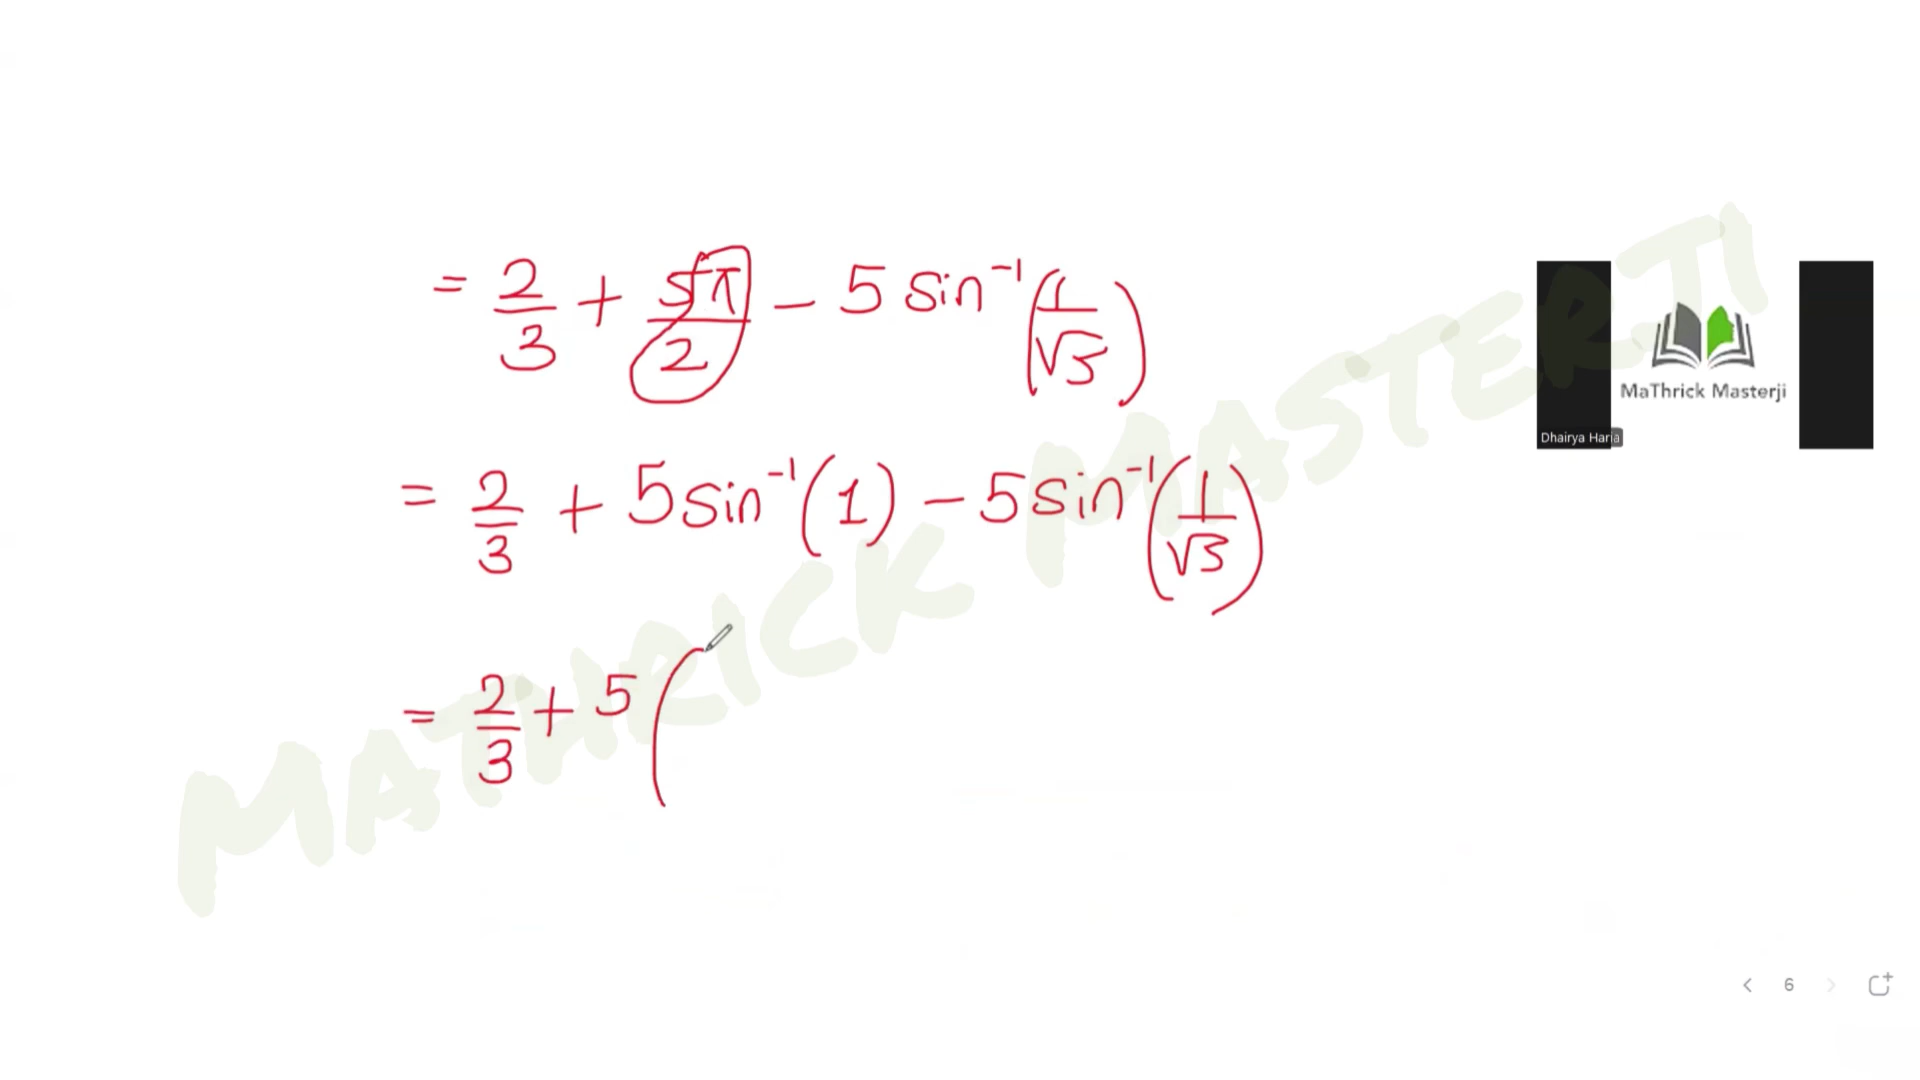 = 2/3 + 5π/2 − 5 sin⁻¹(1/√3)
= 2/3 + 5 sin⁻¹(1) − 5 sin⁻¹(1/√3)
= 2/3 + 5 (
MATHRICK MASTERJI
MaThrick Masterji
Dhairya Haria
< 6 >